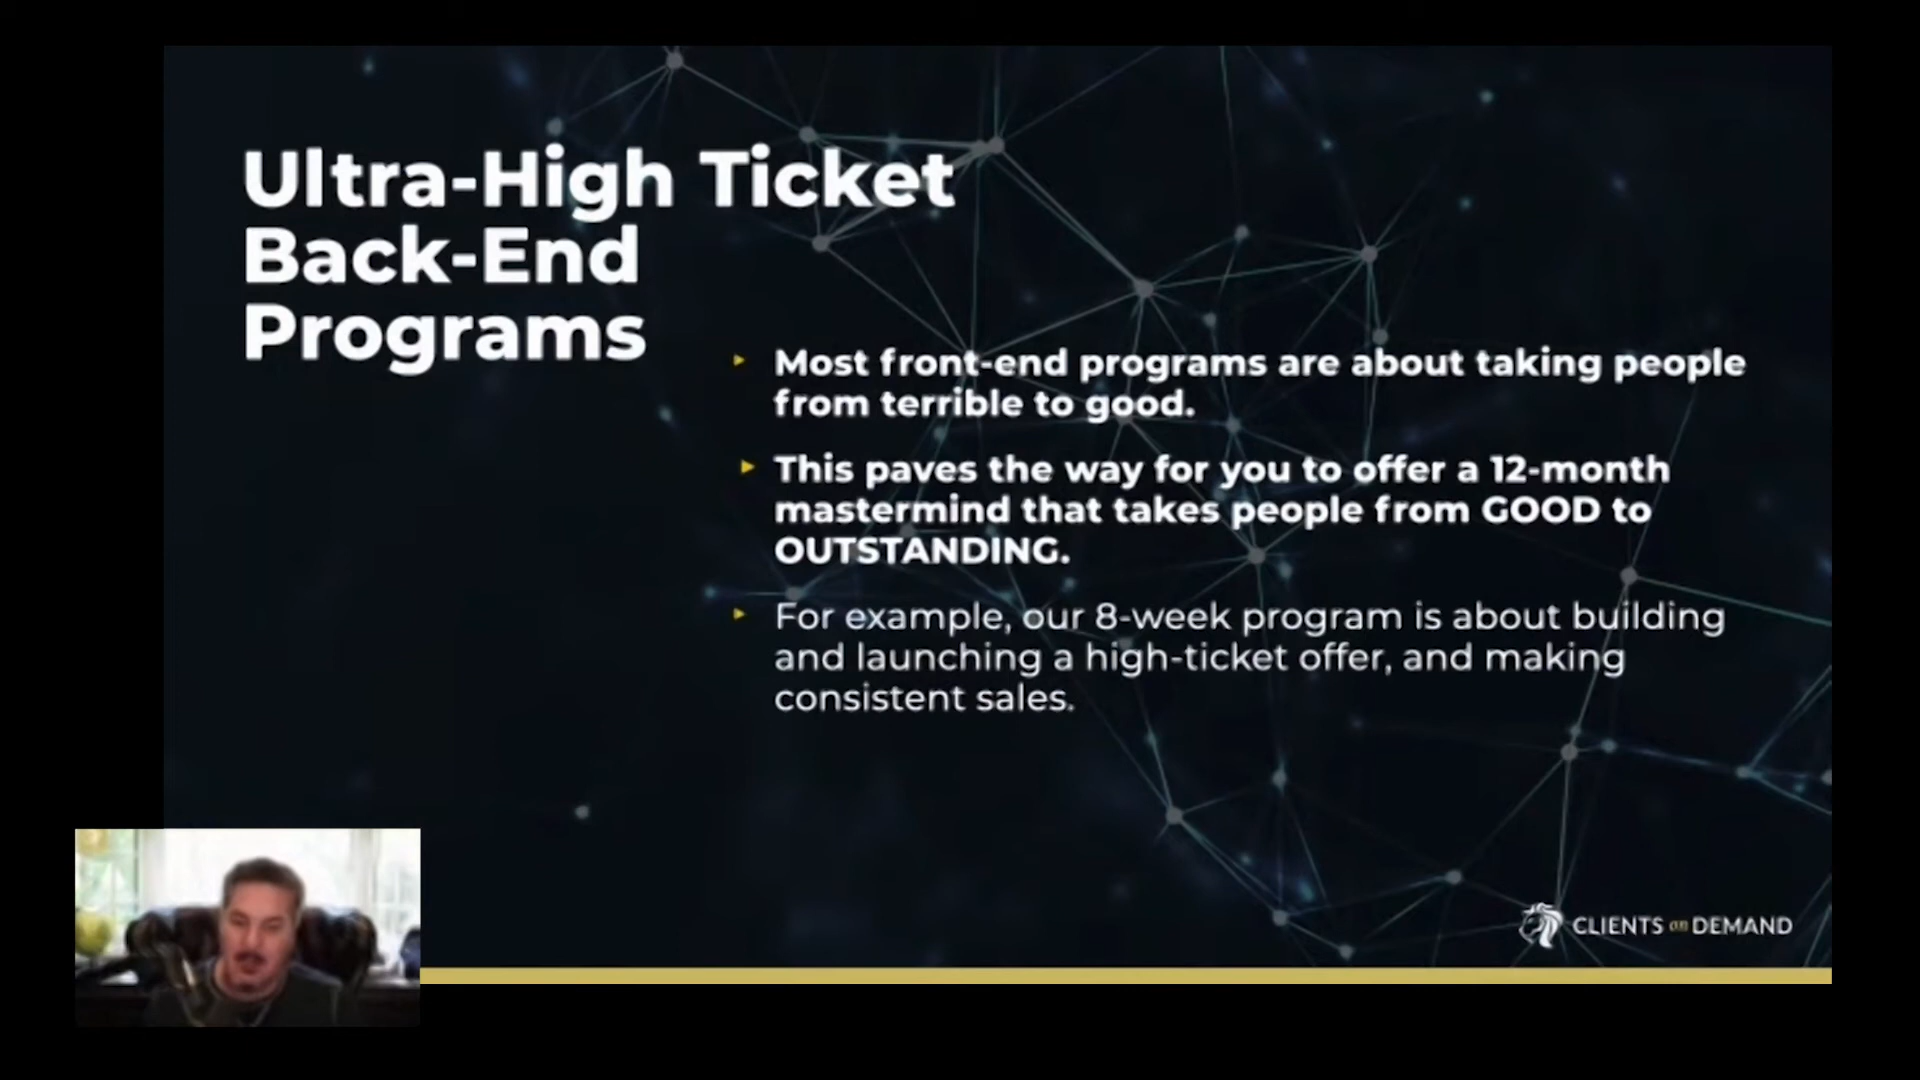 Ultra-High Ticket
Back-End
Programs
Most front-end programs are about taking people
from terrible to good.
This paves the way for you to offer a 12-month
mastermind that takes people from GOOD to
OUTSTANDING.
For example, our 8-week program is about building
and launching a high-ticket offer, and making
consistent sales.
CLIENTS on DEMAND